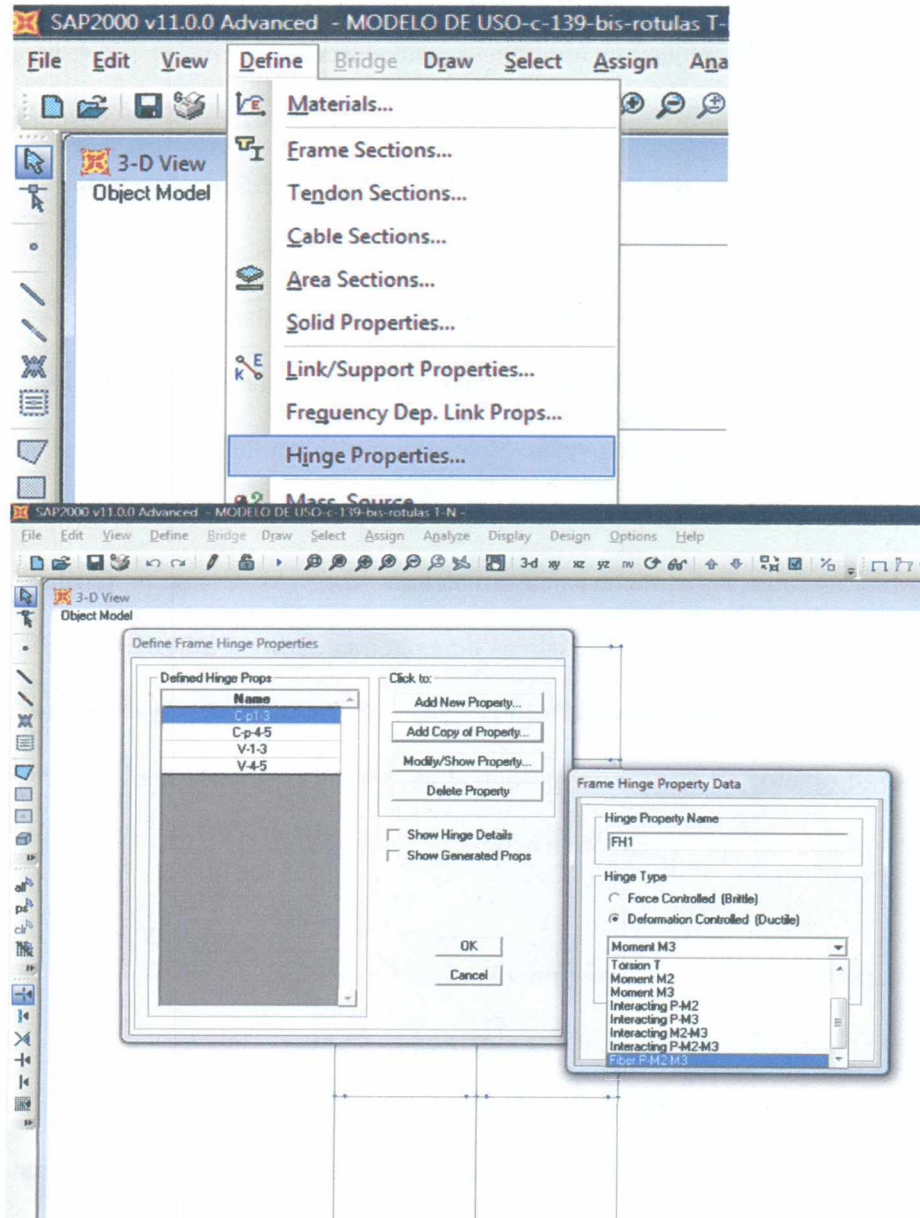 SAP2000 v11.0.0 Advanced - MODELO DE USO-c-139-bis-rotulas T-
File Edit View Define Bridge Draw Select Assign Ana
Materials...
3-D View
Object Model
Frame Sections...
Tendon Sections...
Cable Sections...
Area Sections...
Solid Properties...
Link/Support Properties...
Frequency Dep. Link Props...
Hinge Properties...
Mass Source
SAP2000 v11.0.0 Advanced - MODELO DE USO-c-139-bis-rotulas T-N -
File Edit View Define Bridge Draw Select Assign Analyze Display Design Options Help
3-d xy xz yz nv
3-D View
Object Model
Define Frame Hinge Properties
Defined Hinge Props
Name
C-p1-3
C-p-4-5
V-1-3
V-4-5
Click to:
Add New Property...
Add Copy of Property...
Modify/Show Property...
Delete Property
Show Hinge Details
Show Generated Props
OK
Cancel
Frame Hinge Property Data
Hinge Property Name
FH1
Hinge Type
Force Controlled (Brittle)
Deformation Controlled (Ductile)
Moment M3
Torsion T
Moment M2
Moment M3
Interacting P-M2
Interacting P-M3
Interacting M2-M3
Interacting P-M2-M3
Fiber P-M2-M3
all
ps
clr